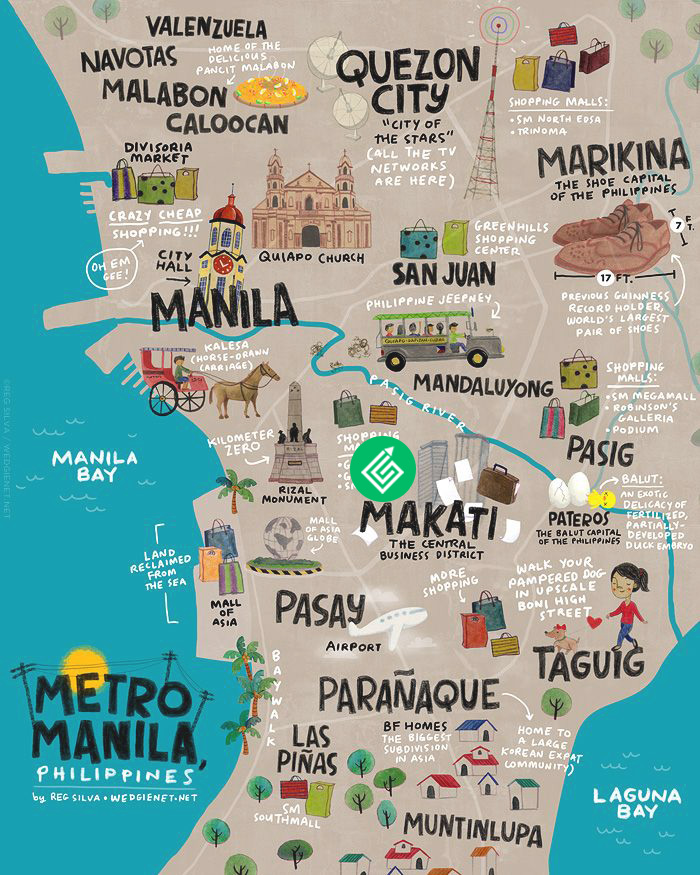 VALENZUELA
NAVOTAS
HOME OF THE
DELICIOUS
PANCIT MALABON
MALABON
CALOOCAN
QUEZON
CITY
"CITY OF
THE STARS"
(ALL THE TV
NETWORKS
ARE HERE)
SHOPPING MALLS:
• SM NORTH EDSA
• TRINOMA
MARIKINA
THE SHOE CAPITAL
OF THE PHILIPPINES
7 FT.
17 FT.
PREVIOUS GUINNESS
RECORD HOLDER,
WORLD'S LARGEST
PAIR OF SHOES
DIVISORIA
MARKET
CRAZY CHEAP
SHOPPING!!!
OH EM
GEE!
CITY
HALL
QUIAPO CHURCH
MANILA
GREENHILLS
SHOPPING
CENTER
SAN JUAN
PHILIPPINE JEEPNEY
KALESA
(HORSE-DRAWN
CARRIAGE)
MANDALUYONG
PASIG RIVER
SHOPPING
MALLS:
• SM MEGAMALL
• ROBINSON'S
GALLERIA
• PODIUM
PASIG
KILOMETER
ZERO
RIZAL
RIZAL
MONUMENT
SHOPPING
MANILA
BAY
©REG SILVA / WEDGIENET.NET
MAKATI
THE CENTRAL
BUSINESS DISTRICT
BALUT:
AN EXOTIC
DELICACY OF
FERTILIZED,
PARTIALLY-
DEVELOPED
DUCK EMBRYO
PATEROS
THE BALUT CAPITAL
OF THE PHILIPPINES
MALL
OF ASIA
GLOBE
LAND
RECLAIMED
FROM
THE SEA
MALL
OF
ASIA
MORE
SHOPPING
WALK YOUR
PAMPERED DOG
IN UPSCALE
BONI HIGH
STREET
PASAY
AIRPORT
TAGUIG
BAYWALK
PARAÑAQUE
BF HOMES
THE BIGGEST
SUBDIVISION
IN ASIA
HOME TO
A LARGE
KOREAN EXPAT
COMMUNITY)
METRO
MANILA,
PHILIPPINES
by REG SILVA • WEDGIENET.NET
LAS
PIÑAS
SM
SOUTHMALL
MUNTINLUPA
LAGUNA
BAY